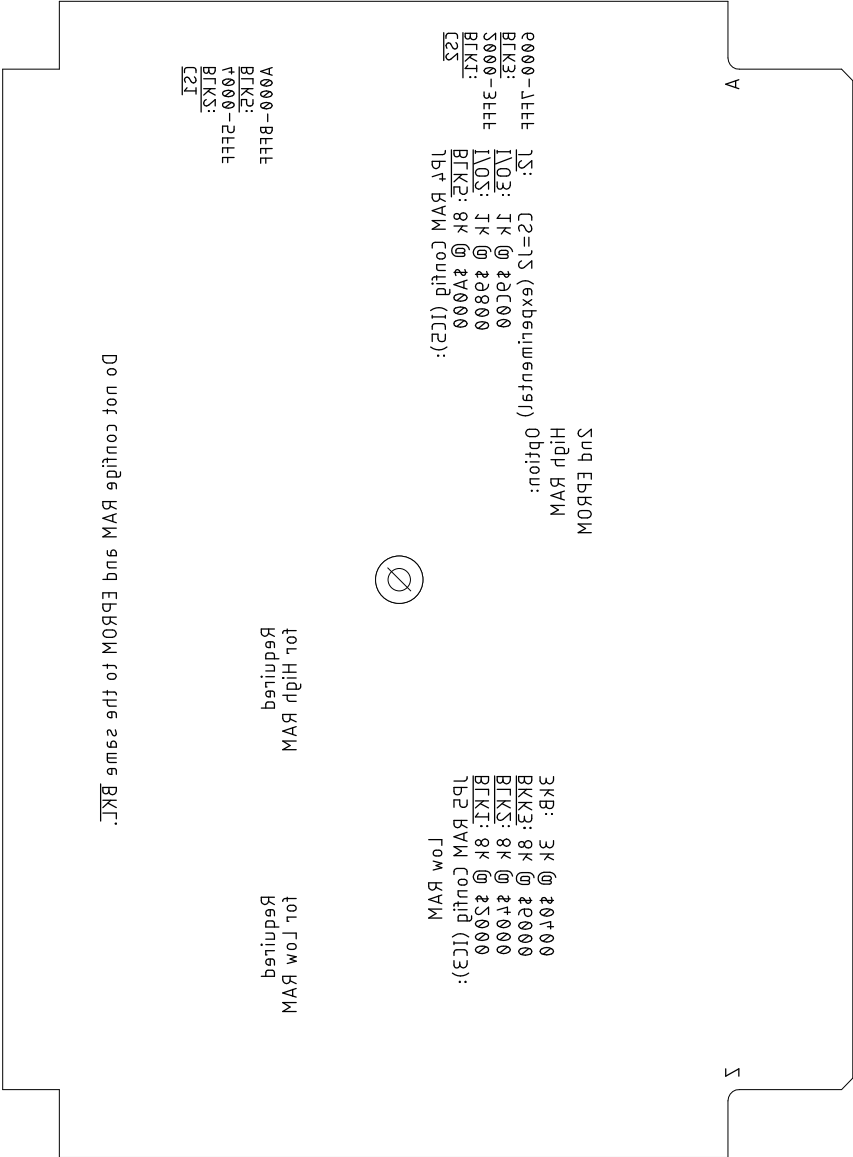 Do not confige RAM and EPROM to the same BKL.
CS1
BLK2:
4000-5FFF
BLK5:
A000-BFFF
Required
for High RAM
Required
for Low RAM
CS2
BLK1:
2000-3FFF
BLK3:
6000-7FFF
JP4 RAM Config (IC5):
BLK5: 8K @ $A000
I/O2: 1K @ $9800
I/O3: 1K @ $9C00
J2: CS=J2 (experimental)
Option:
High RAM
2nd EPROM
Low RAM
JP5 RAM Config (IC3):
BLK1: 8K @ $2000
BLK2: 8K @ $4000
BKK3: 8K @ $6000
3KB: 3K @ $0400
A
Z